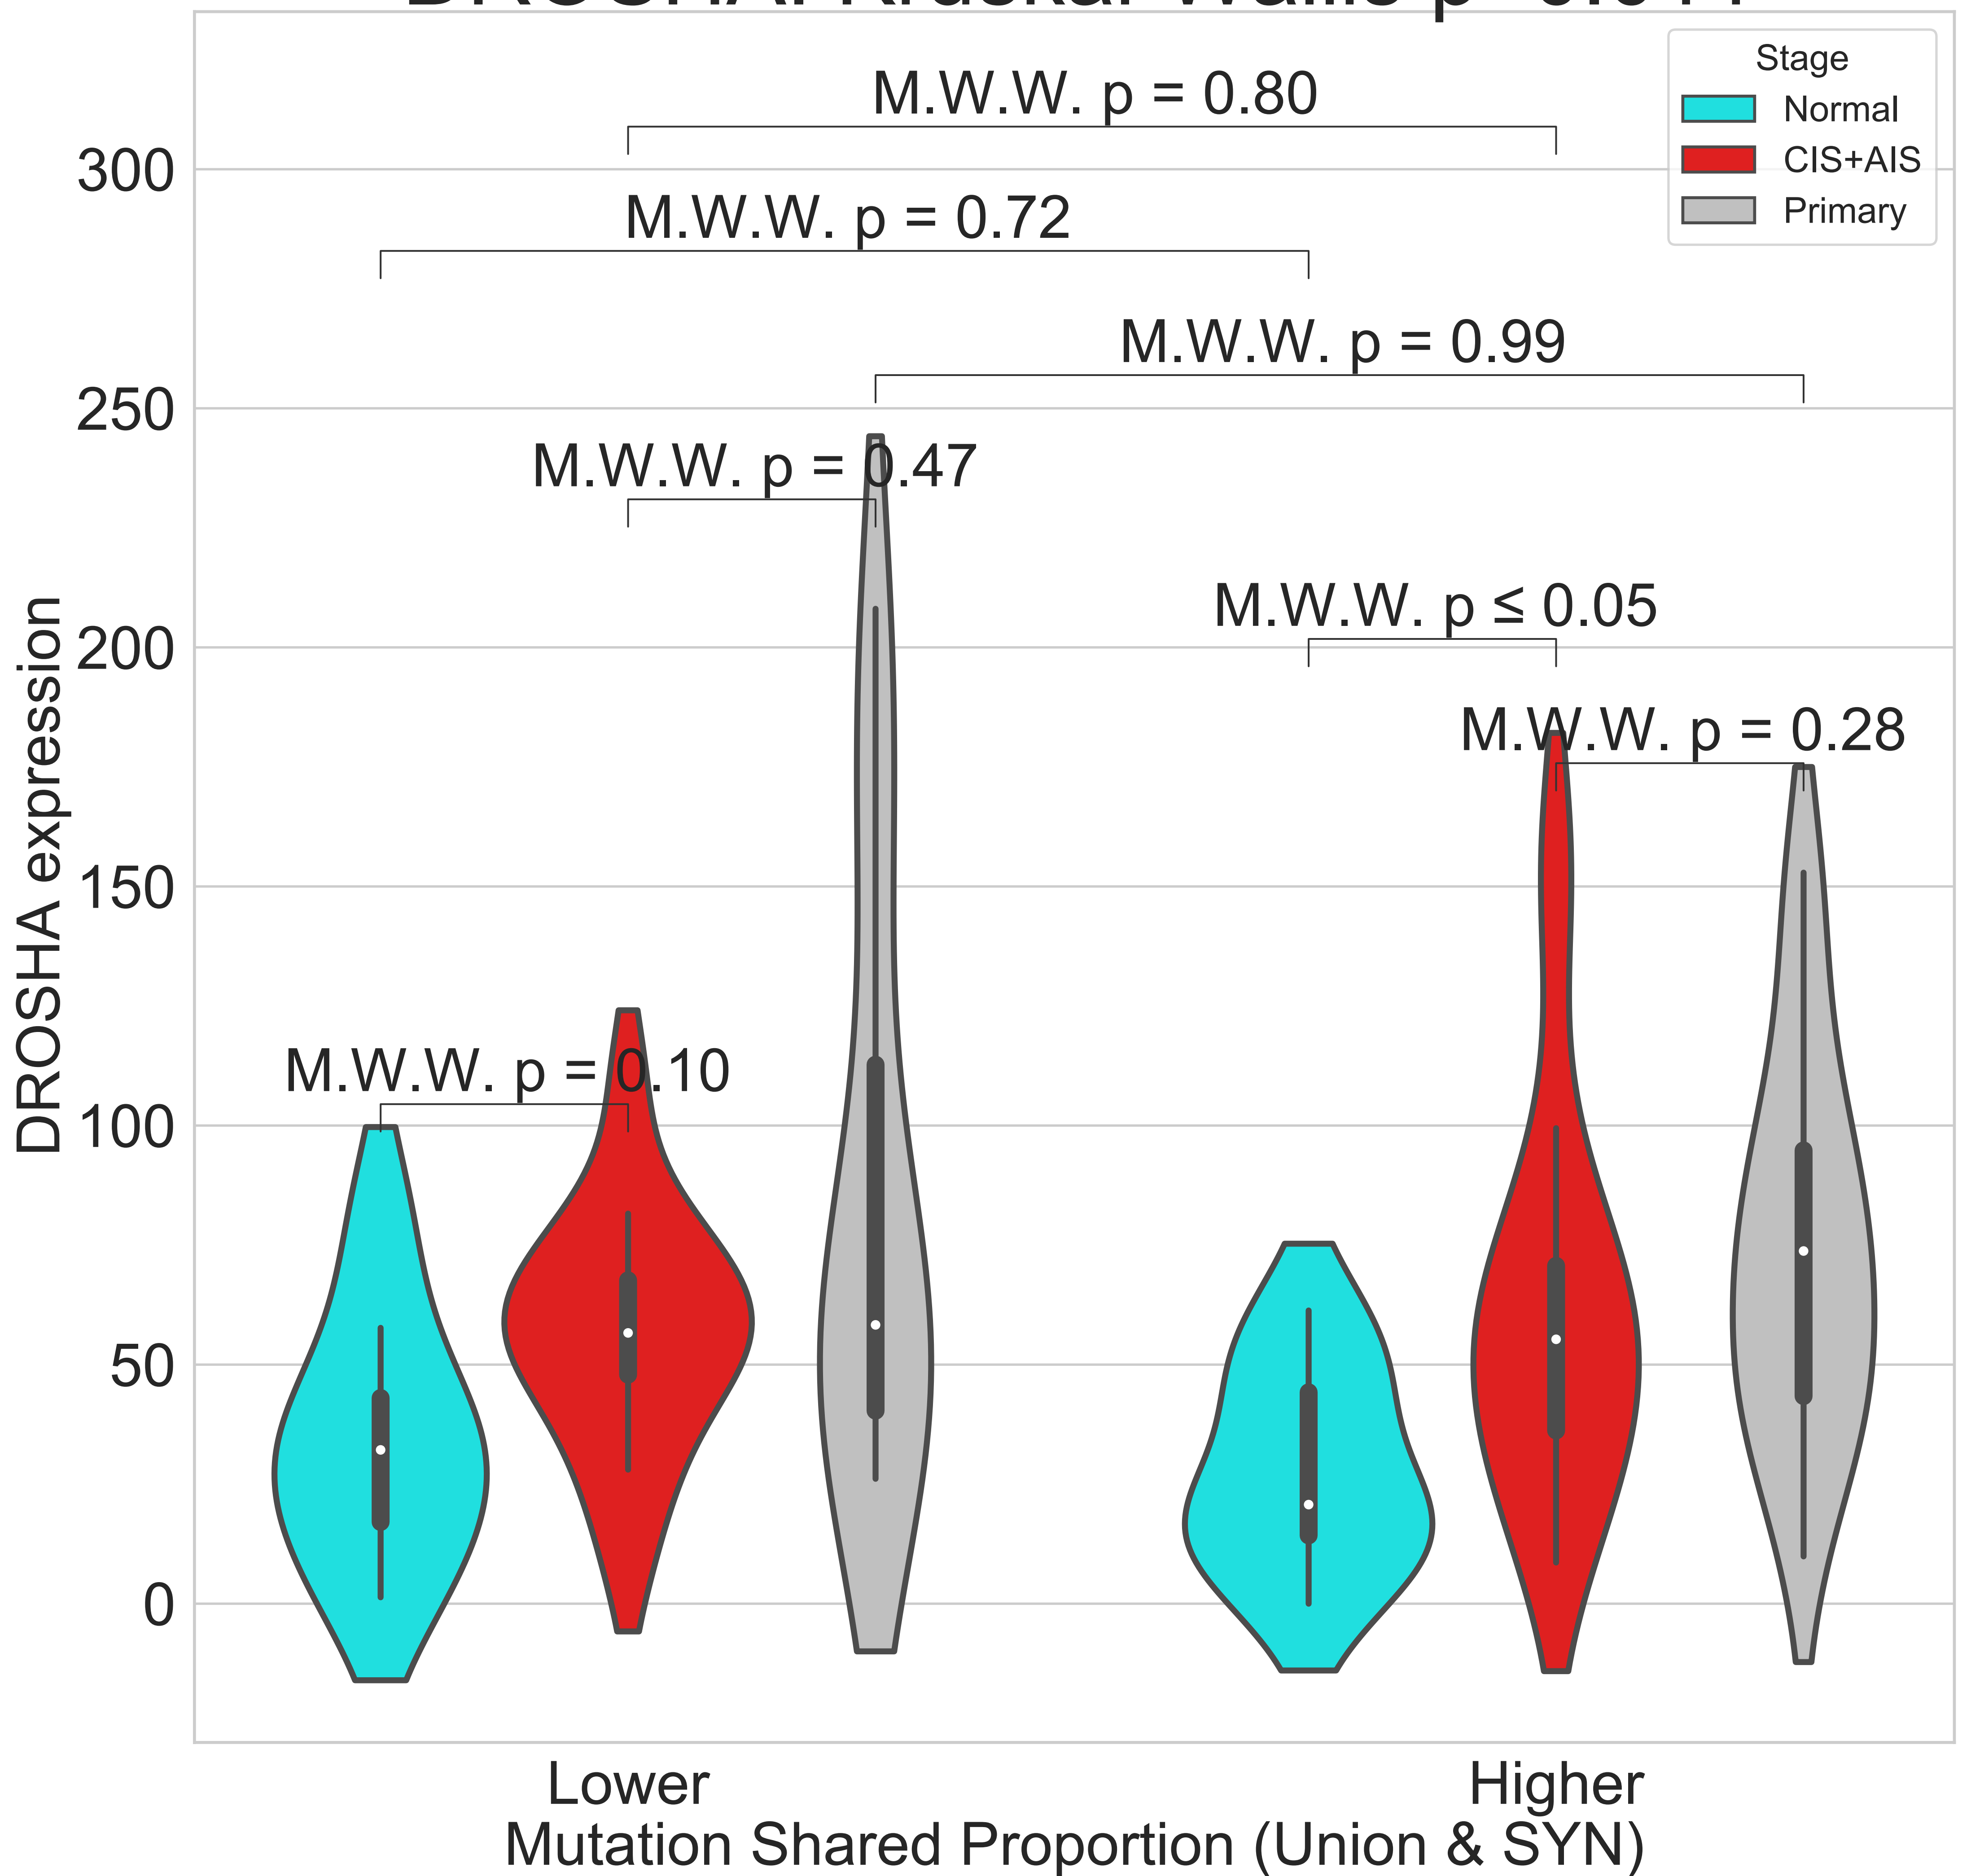 Stage
Normal
CIS+AIS
Primary
M.W.W. p = 0.80
M.W.W. p = 0.72
M.W.W. p = 0.99
M.W.W. p = 0.47
M.W.W. p ≤ 0.05
M.W.W. p = 0.28
M.W.W. p = 0.10
300
250
200
150
100
50
0
DROSHA expression
Lower
Higher
Mutation Shared Proportion (Union & SYN)